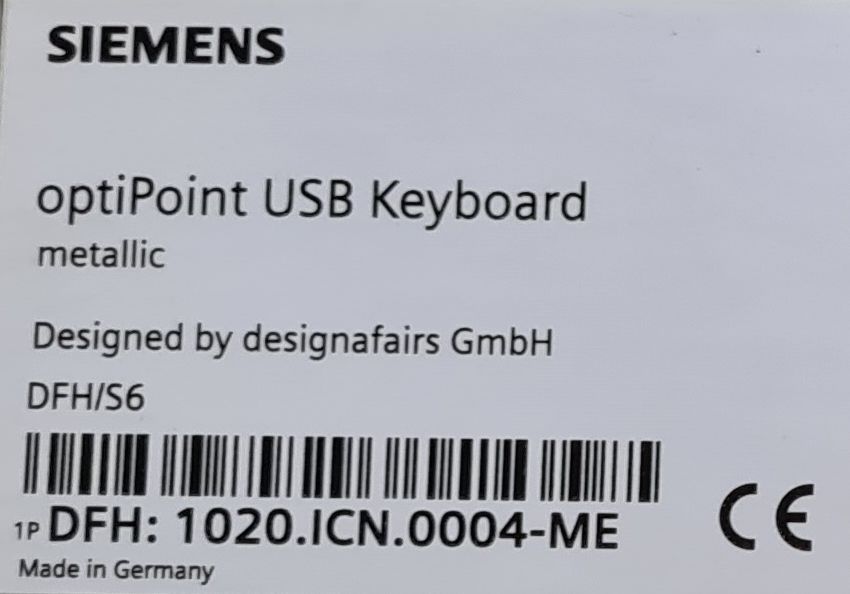 SIEMENS
optiPoint USB Keyboard
metallic
Designed by designafairs GmbH
DFH/S6
1P DFH: 1020.ICN.0004-ME
CE
Made in Germany